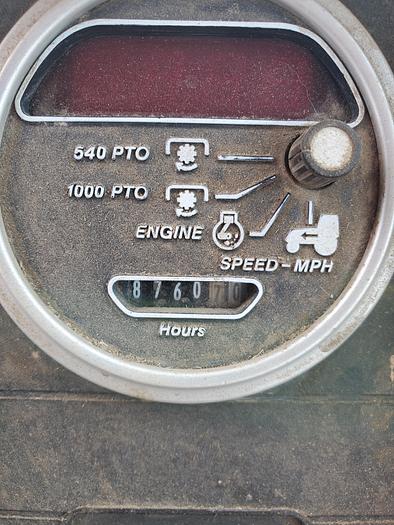 540 PTO
1000 PTO
ENGINE
SPEED-MPH
8760
Hours